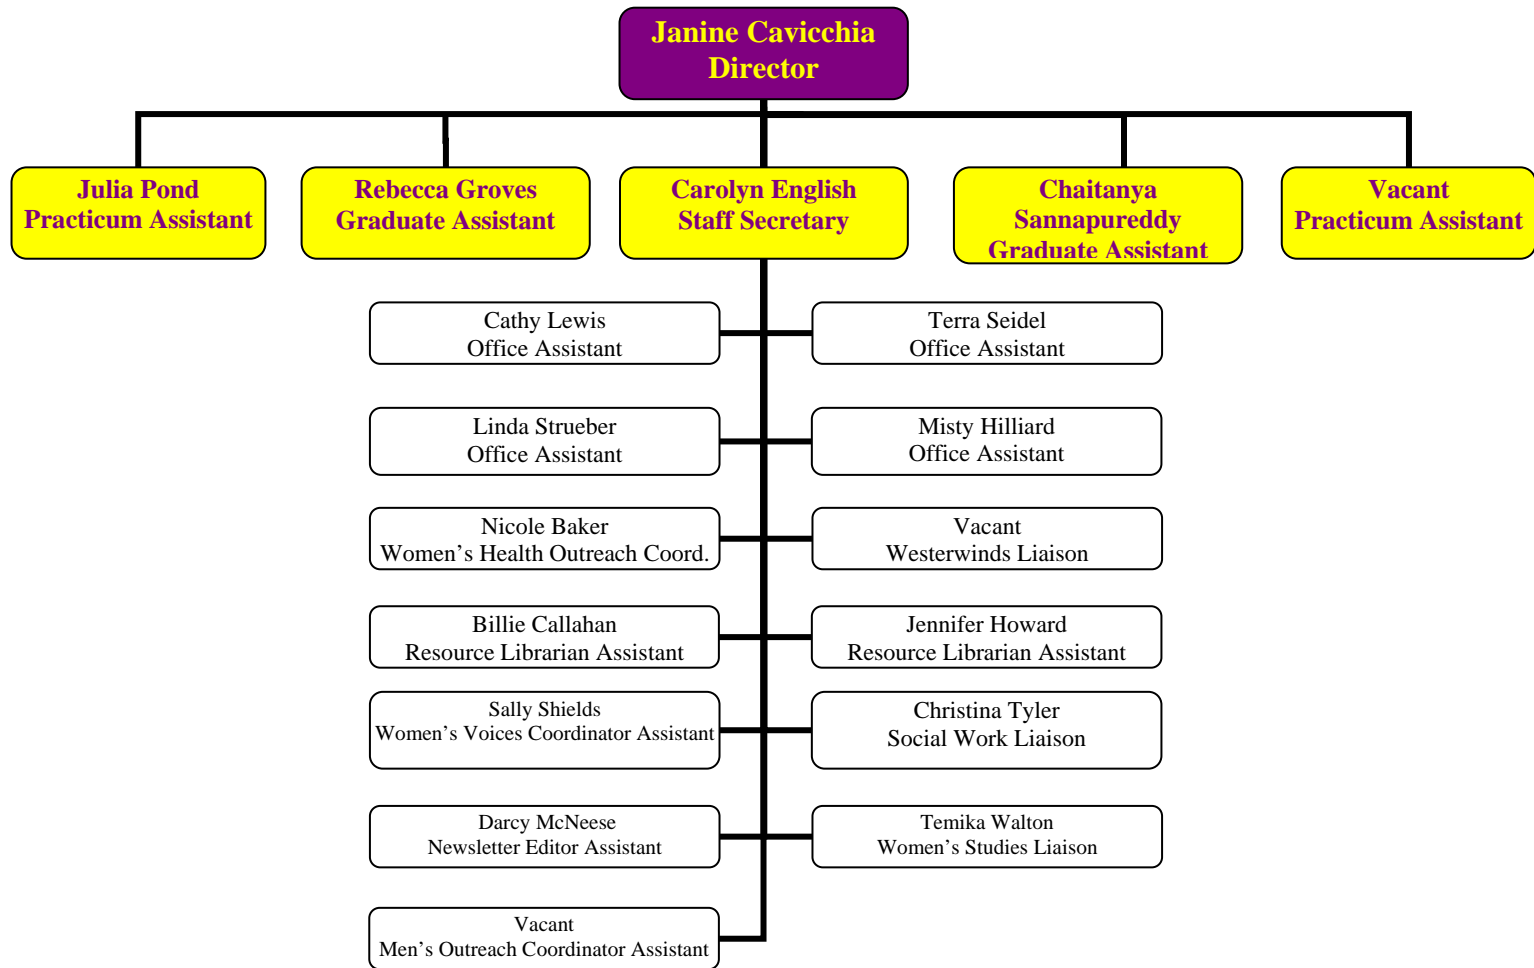 Janine Cavicchia
Director
Julia Pond
Practicum Assistant
Rebecca Groves
Graduate Assistant
Carolyn English
Staff Secretary
Chaitanya
Sannapureddy
Graduate Assistant
Vacant
Practicum Assistant
Cathy Lewis
Office Assistant
Terra Seidel
Office Assistant
Linda Strueber
Office Assistant
Misty Hilliard
Office Assistant
Nicole Baker
Women’s Health Outreach Coord.
Vacant
Westerwinds Liaison
Billie Callahan
Resource Librarian Assistant
Jennifer Howard
Resource Librarian Assistant
Sally Shields
Women’s Voices Coordinator Assistant
Christina Tyler
Social Work Liaison
Darcy McNeese
Newsletter Editor Assistant
Temika Walton
Women’s Studies Liaison
Vacant
Men’s Outreach Coordinator Assistant